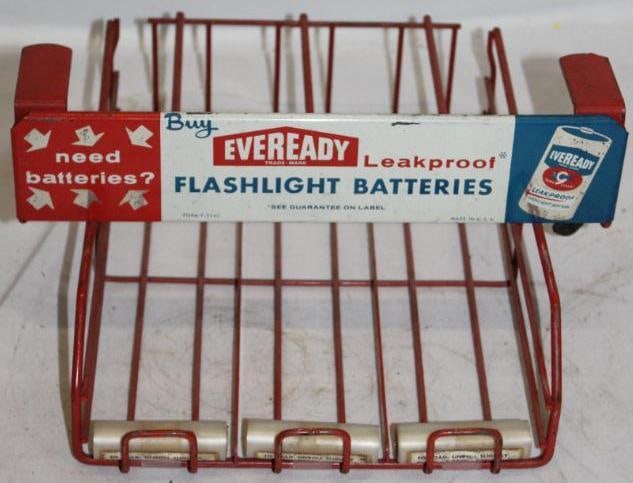 need
batteries?
Buy
EVEREADY
TRADE-MARK
Leakproof*
FLASHLIGHT BATTERIES
*SEE GUARANTEE ON LABEL
MADE IN U.S.A.
EVEREADY
C
LEAKPROOF